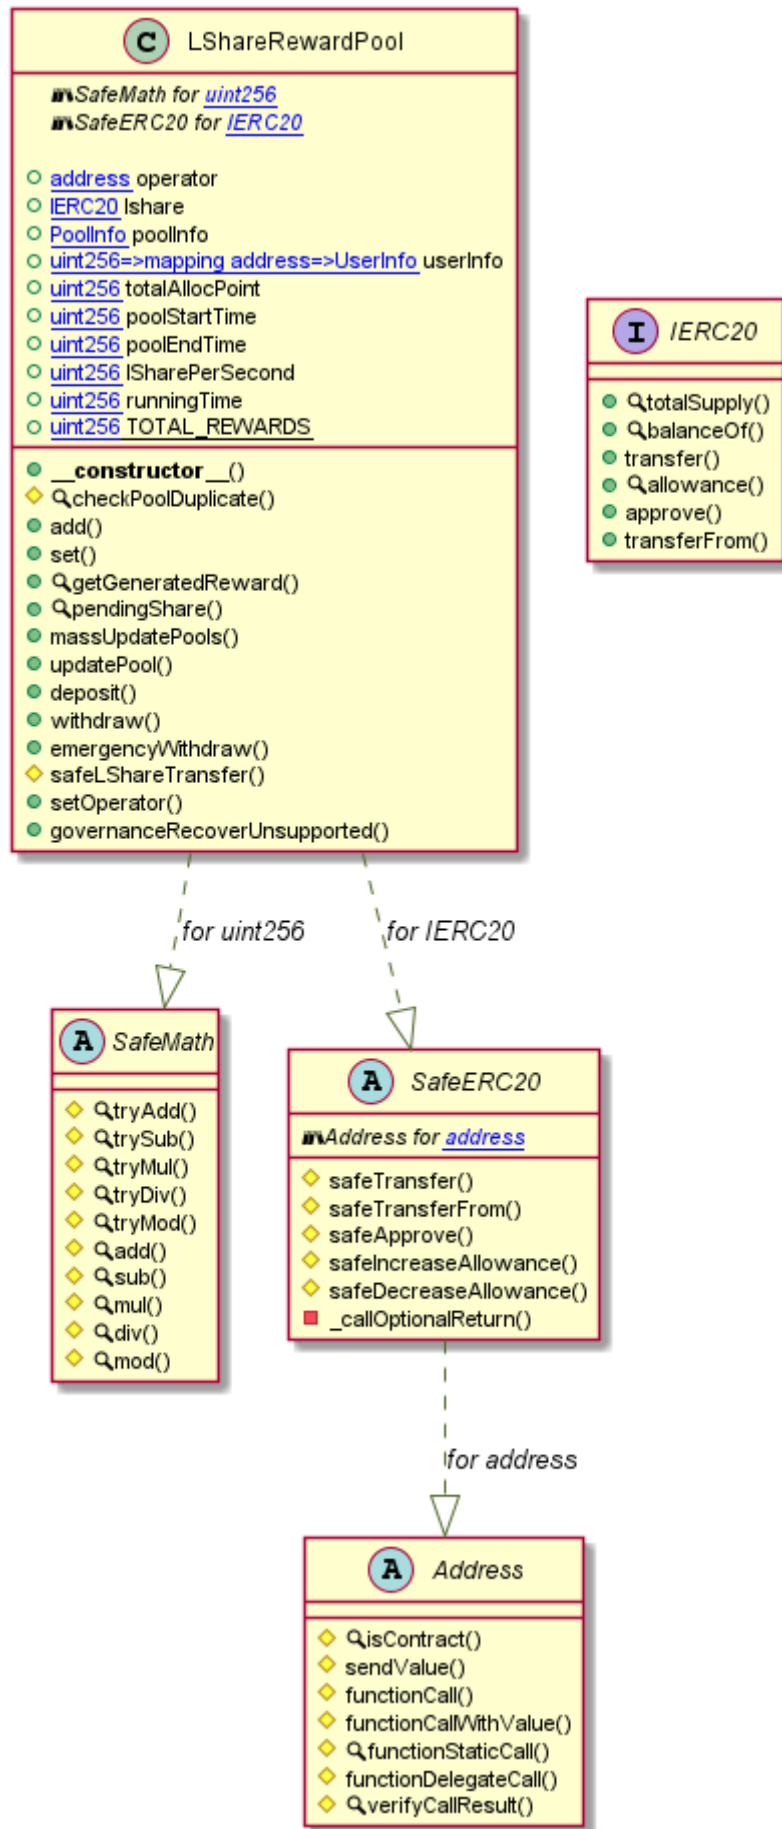 C LShareRewardPool
SafeMath for uint256
SafeERC20 for IERC20
address operator
IERC20 lshare
PoolInfo poolInfo
uint256=>mapping address=>UserInfo userInfo
uint256 totalAllocPoint
uint256 poolStartTime
uint256 poolEndTime
uint256 lSharePerSecond
uint256 runningTime
uint256 TOTAL_REWARDS
__constructor__()
checkPoolDuplicate()
add()
set()
getGeneratedReward()
pendingShare()
massUpdatePools()
updatePool()
deposit()
withdraw()
emergencyWithdraw()
safeLShareTransfer()
setOperator()
governanceRecoverUnsupported()
I IERC20
totalSupply()
balanceOf()
transfer()
allowance()
approve()
transferFrom()
for uint256
for IERC20
A SafeMath
tryAdd()
trySub()
tryMul()
tryDiv()
tryMod()
add()
sub()
mul()
div()
mod()
A SafeERC20
Address for address
safeTransfer()
safeTransferFrom()
safeApprove()
safeIncreaseAllowance()
safeDecreaseAllowance()
_callOptionalReturn()
for address
A Address
isContract()
sendValue()
functionCall()
functionCallWithValue()
functionStaticCall()
functionDelegateCall()
verifyCallResult()